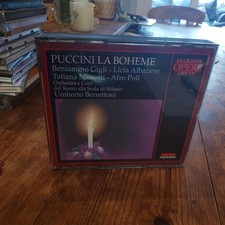 PUCCINI LA BOHEME
Beniamino Gigli - Licia Albanese
Tatiana Menotti - Afro Poli
Orchestra e Coro
del Teatro alla Scala di Milano
Umberto Berrettoni
OPERE